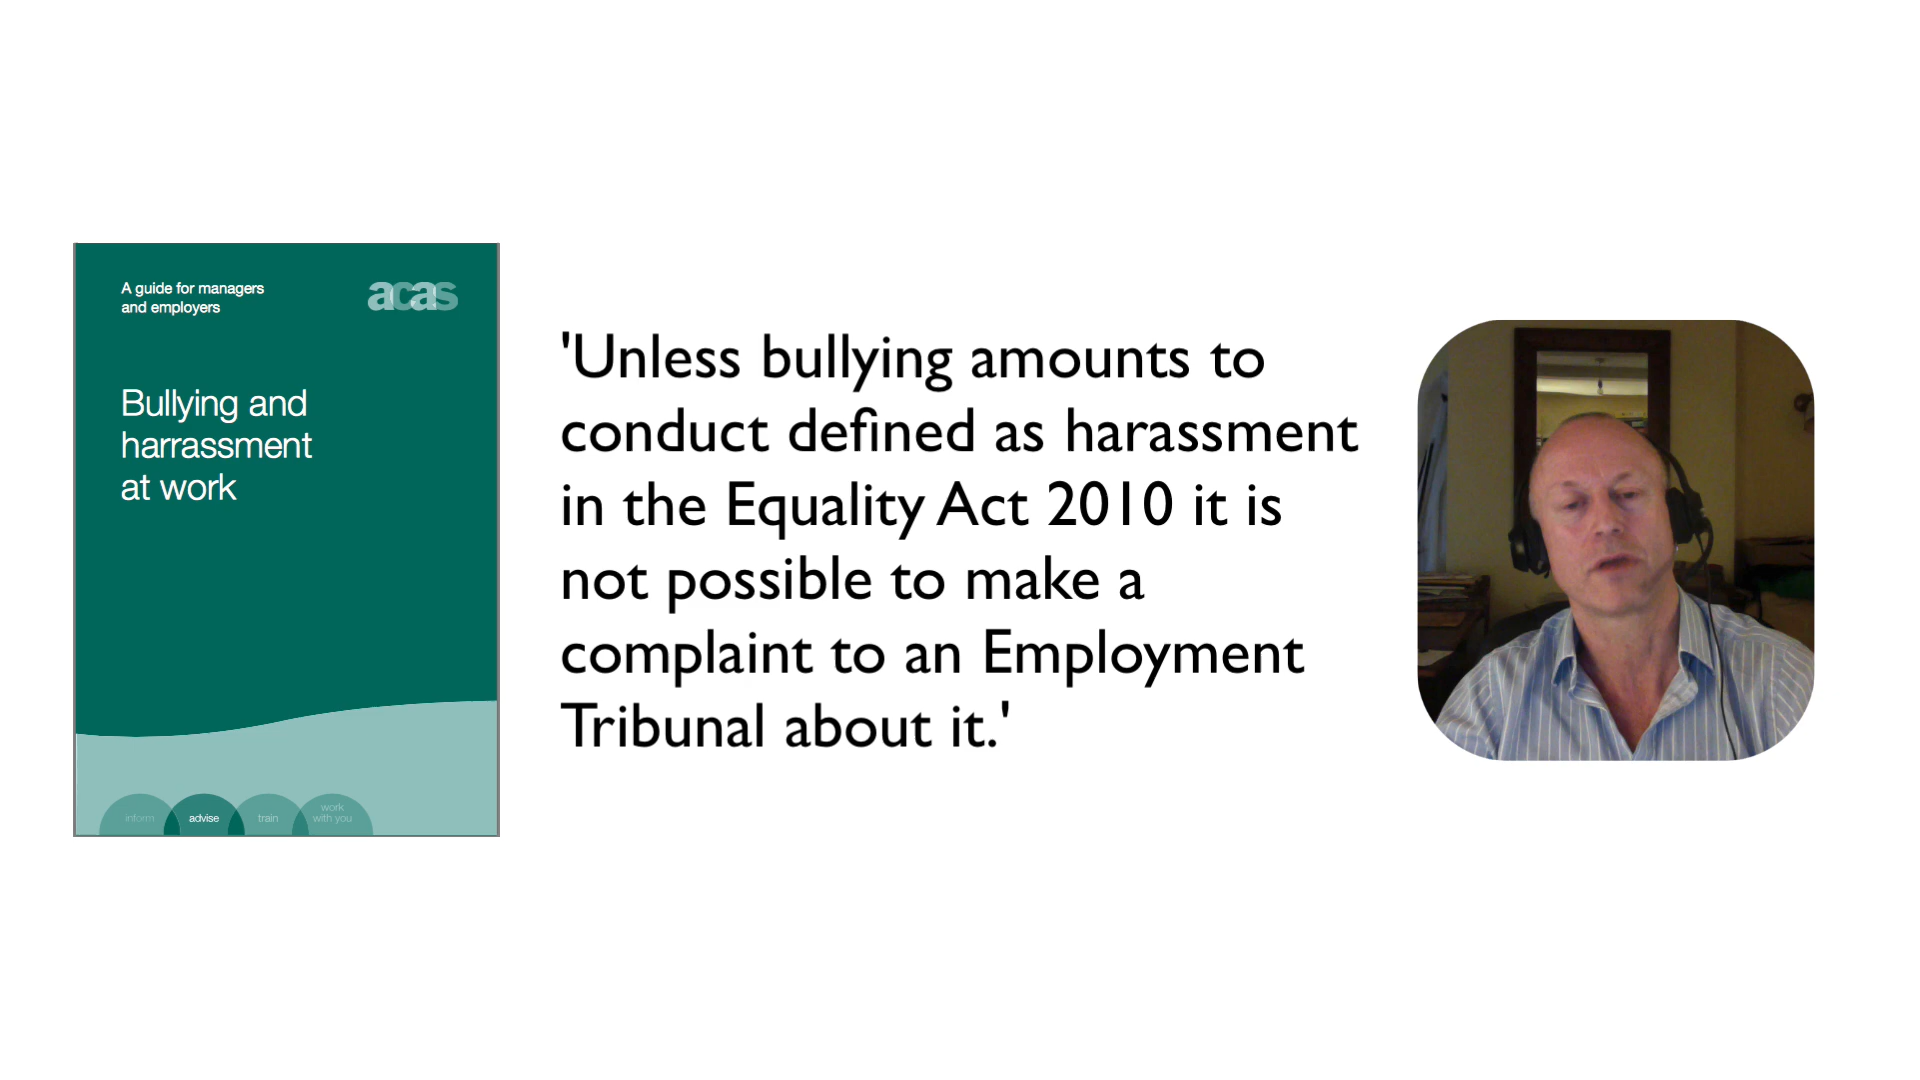 A guide for managers
and employers
acas
Bullying and
harrassment
at work
inform
advise
train
work
with you
'Unless bullying amounts to
conduct defined as harassment
in the Equality Act 2010 it is
not possible to make a
complaint to an Employment
Tribunal about it.'